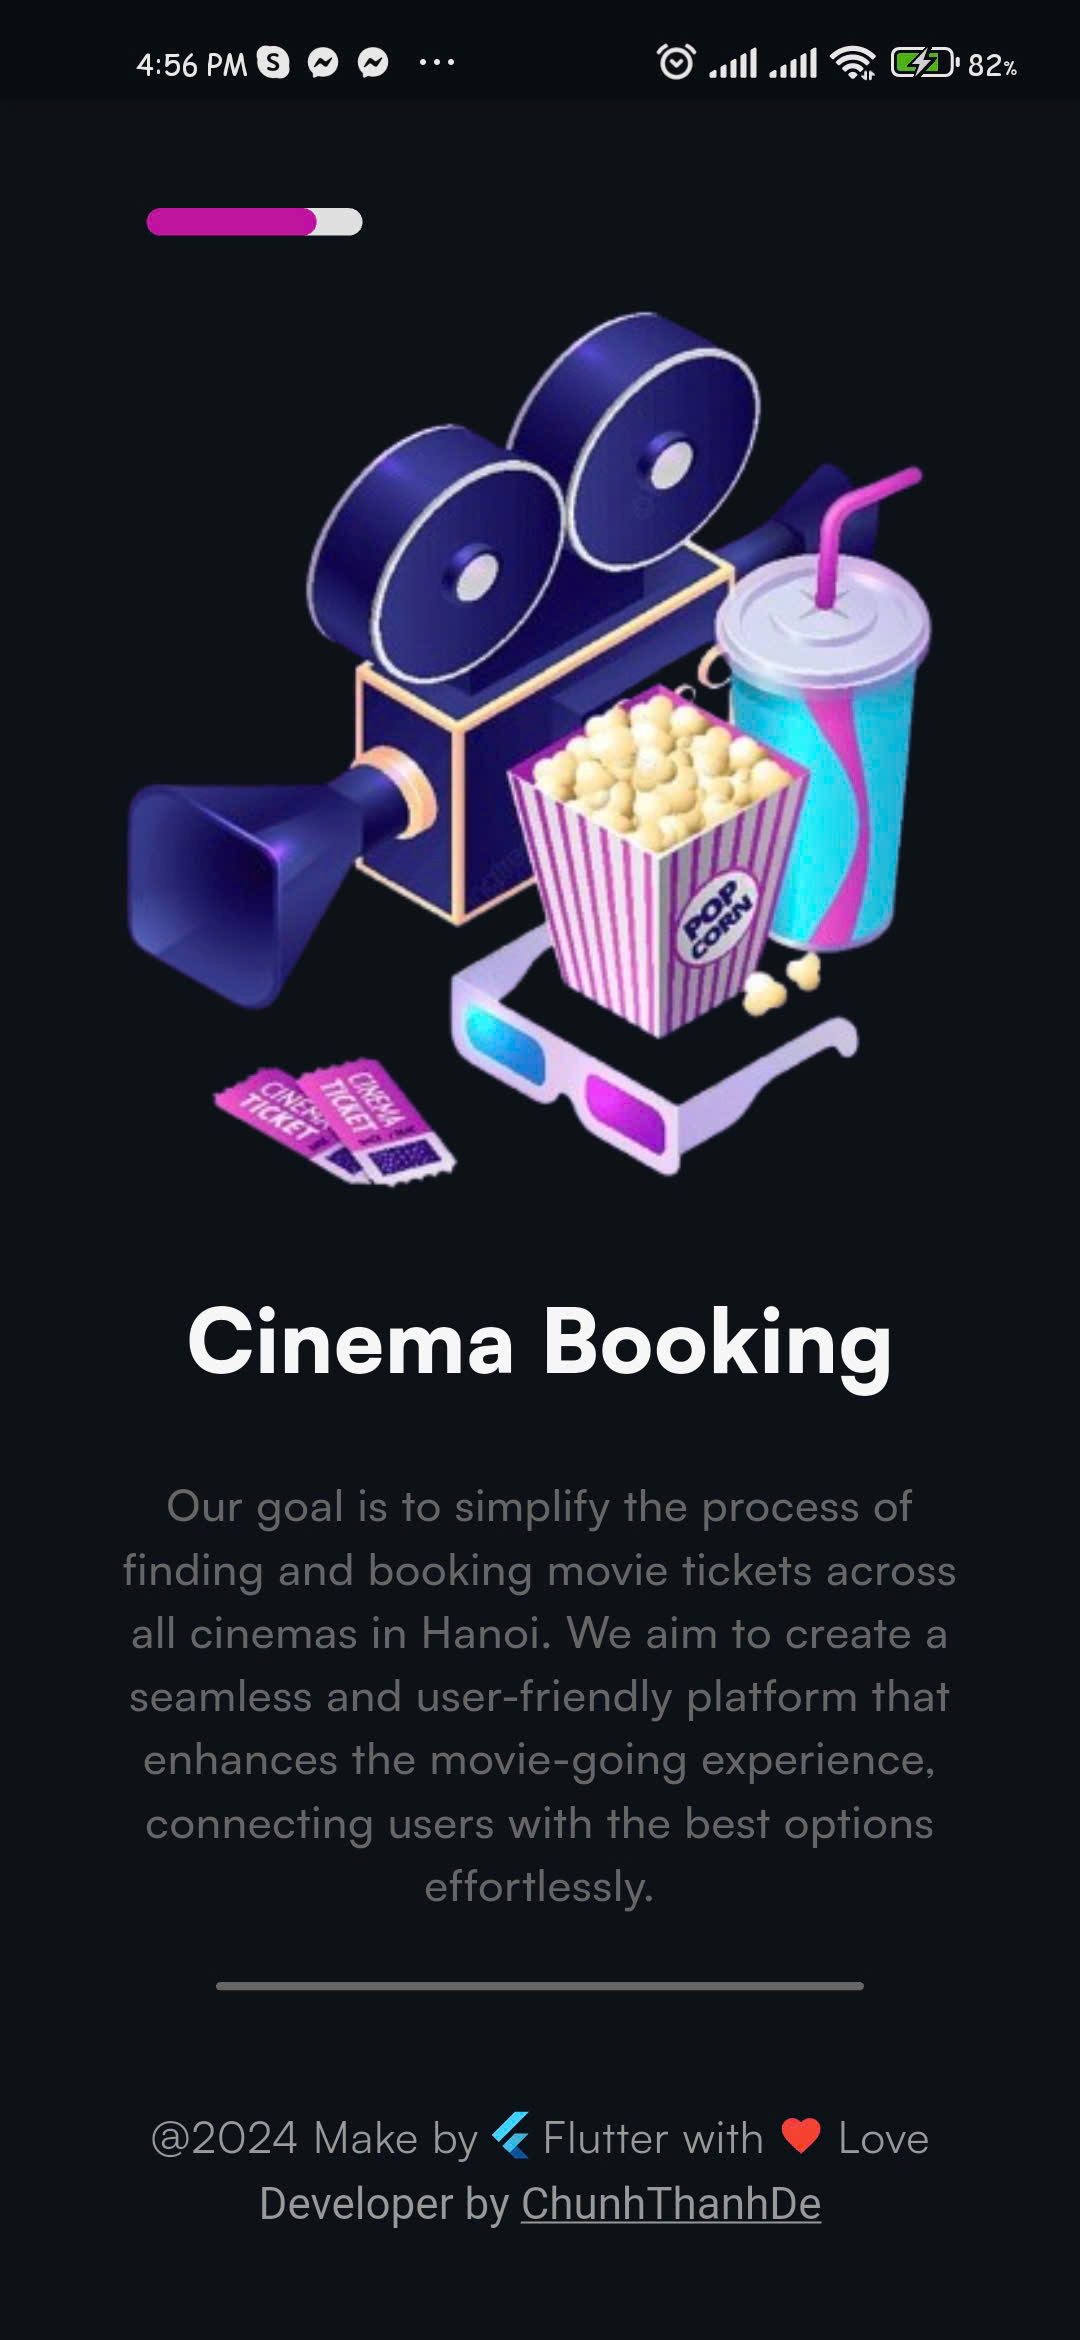 4:56 PM
82%
POP
CORN
CINEMA
TICKET
CINEMA
TICKET
Cinema Booking
Our goal is to simplify the process of
finding and booking movie tickets across
all cinemas in Hanoi. We aim to create a
seamless and user-friendly platform that
enhances the movie-going experience,
connecting users with the best options
effortlessly.
@2024 Make by Flutter with ❤ Love
Developer by ChunhThanhDe